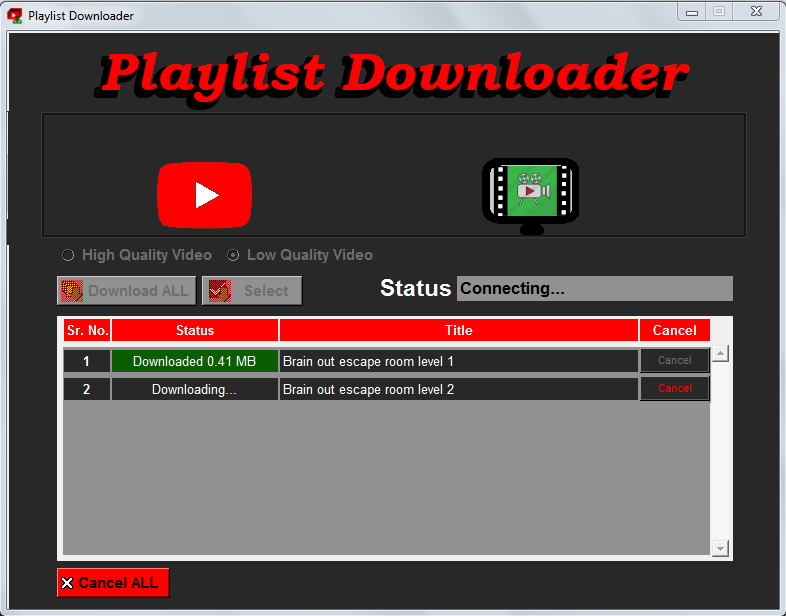 Playlist Downloader
Playlist Downloader
High Quality Video Low Quality Video
Download ALL Select Status Connecting...
Sr. No. Status Title Cancel
1 Downloaded 0.41 MB Brain out escape room level 1 Cancel
2 Downloading... Brain out escape room level 2 Cancel
Cancel ALL